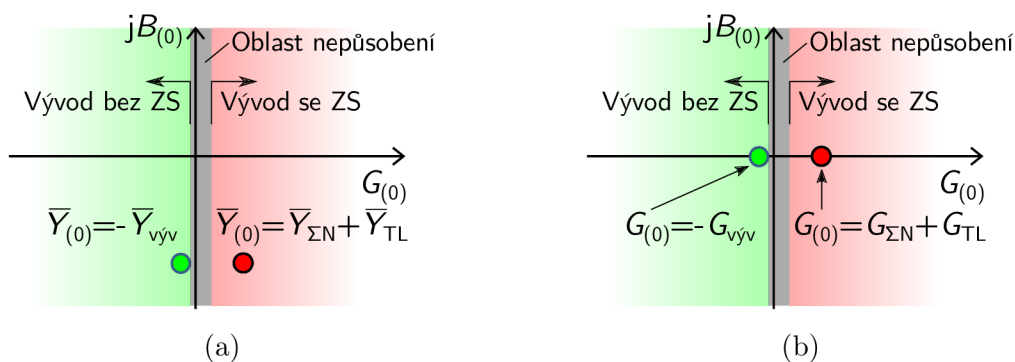 jB(0)
Oblast nepůsobení
Vývod bez ZS
Vývod se ZS
G(0)
Y̅(0)=-Y̅výv
Y̅(0)=Y̅ΣN+Y̅TL
(a)
jB(0)
Oblast nepůsobení
Vývod bez ZS
Vývod se ZS
G(0)
G(0)=-Gvýv
G(0)=GΣN+GTL
(b)